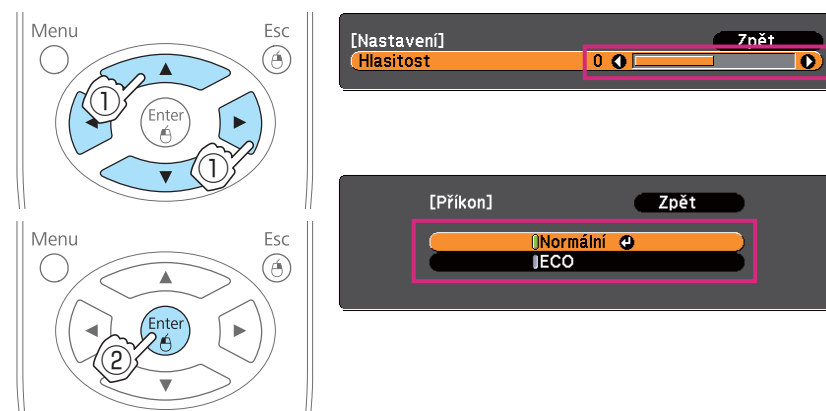 Menu
Esc
Enter
1
1
[Nastavení]
Zpět
Hlasitost
0
[Příkon]
Zpět
Normální
ECO
Menu
Esc
Enter
2